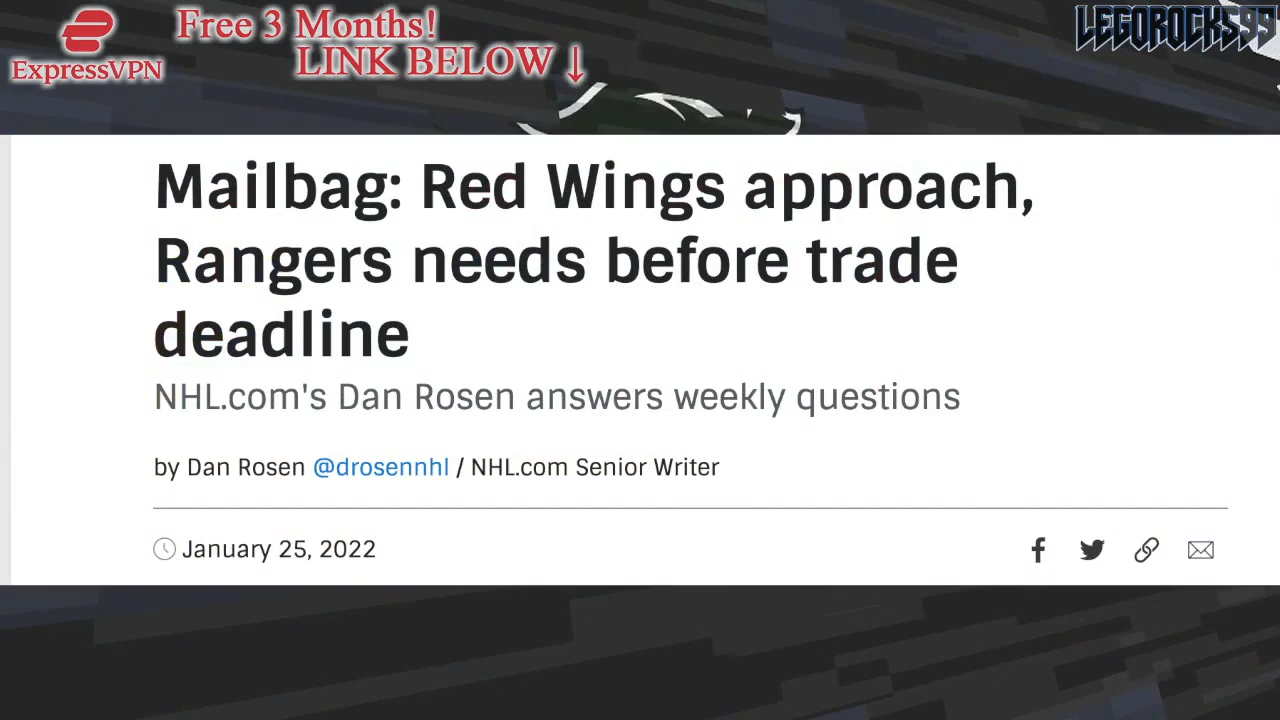 Free 3 Months!
LINK BELOW ↓
ExpressVPN
LEGOROCKS99
Mailbag: Red Wings approach,
Rangers needs before trade
deadline
NHL.com's Dan Rosen answers weekly questions
by Dan Rosen @drosennhl / NHL.com Senior Writer
January 25, 2022